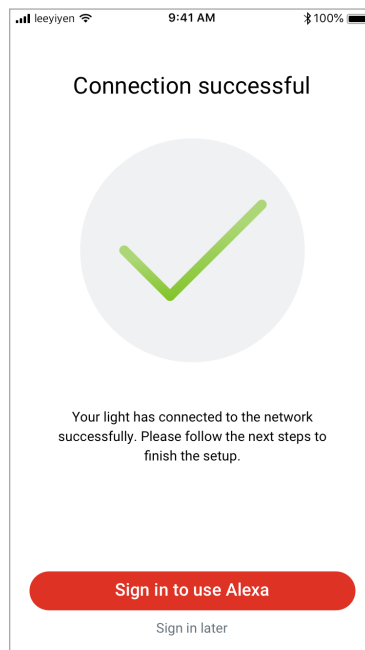 leeyiyen 9:41 AM 100%
Connection successful
Your light has connected to the network
successfully. Please follow the next steps to
finish the setup.
Sign in to use Alexa
Sign in later